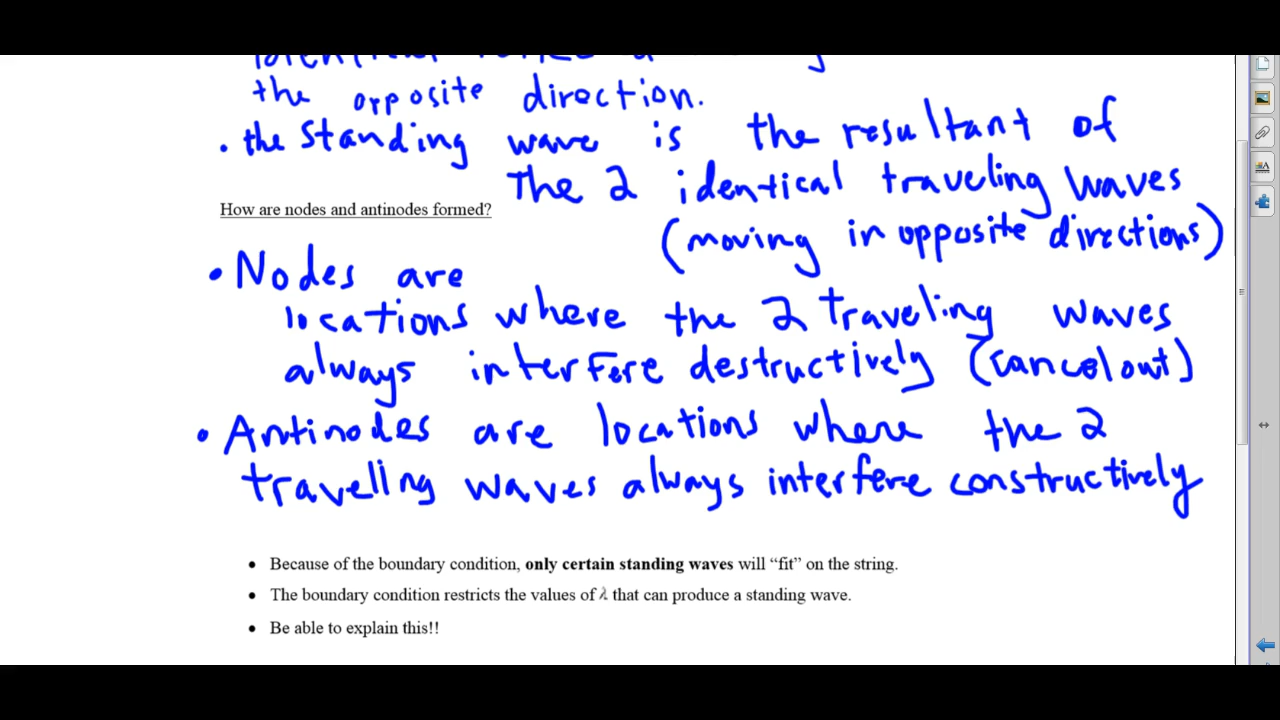 the opposite direction.
• the standing wave is the resultant of
The 2 identical traveling waves
How are nodes and antinodes formed?
(moving in opposite directions)
• Nodes are
locations where the 2 traveling waves
always interfere destructively (cancel out)
• Antinodes are locations where the 2
traveling waves always interfere constructively
• Because of the boundary condition, only certain standing waves will “fit” on the string.
• The boundary condition restricts the values of λ that can produce a standing wave.
• Be able to explain this!!